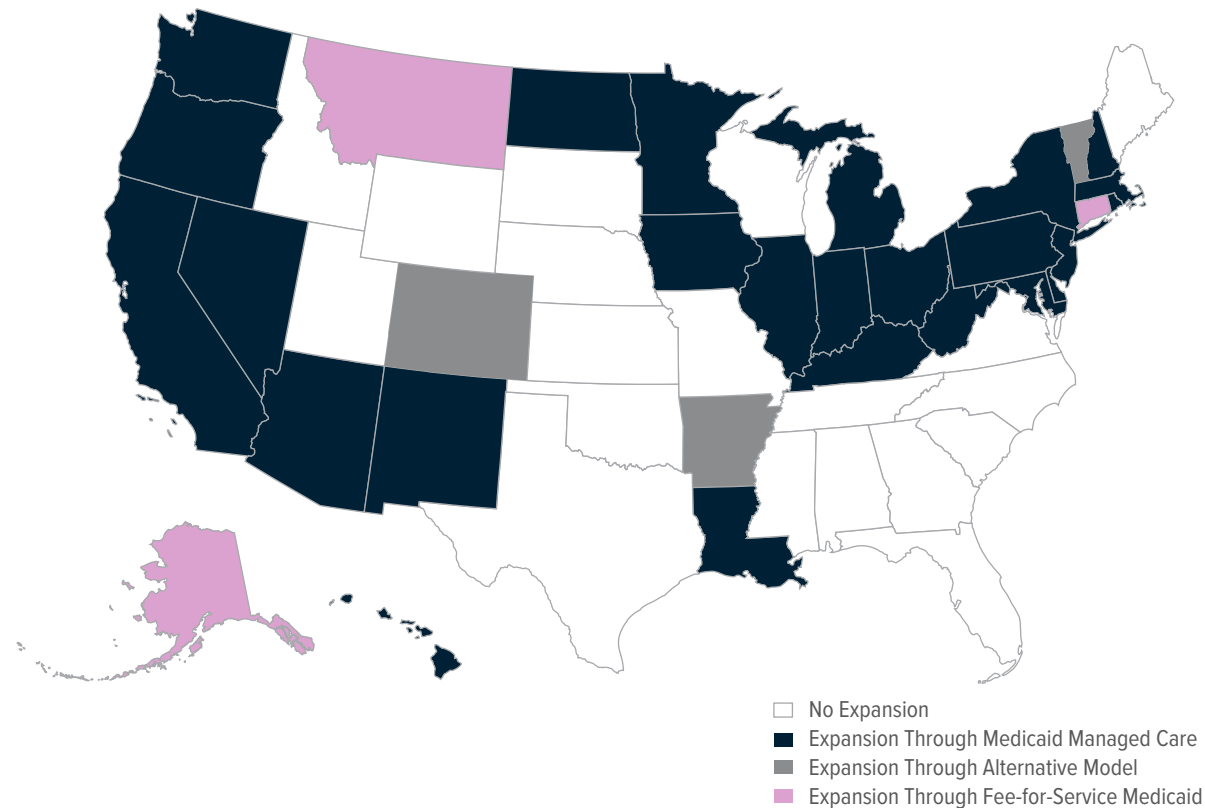 No Expansion
Expansion Through Medicaid Managed Care
Expansion Through Alternative Model
Expansion Through Fee-for-Service Medicaid